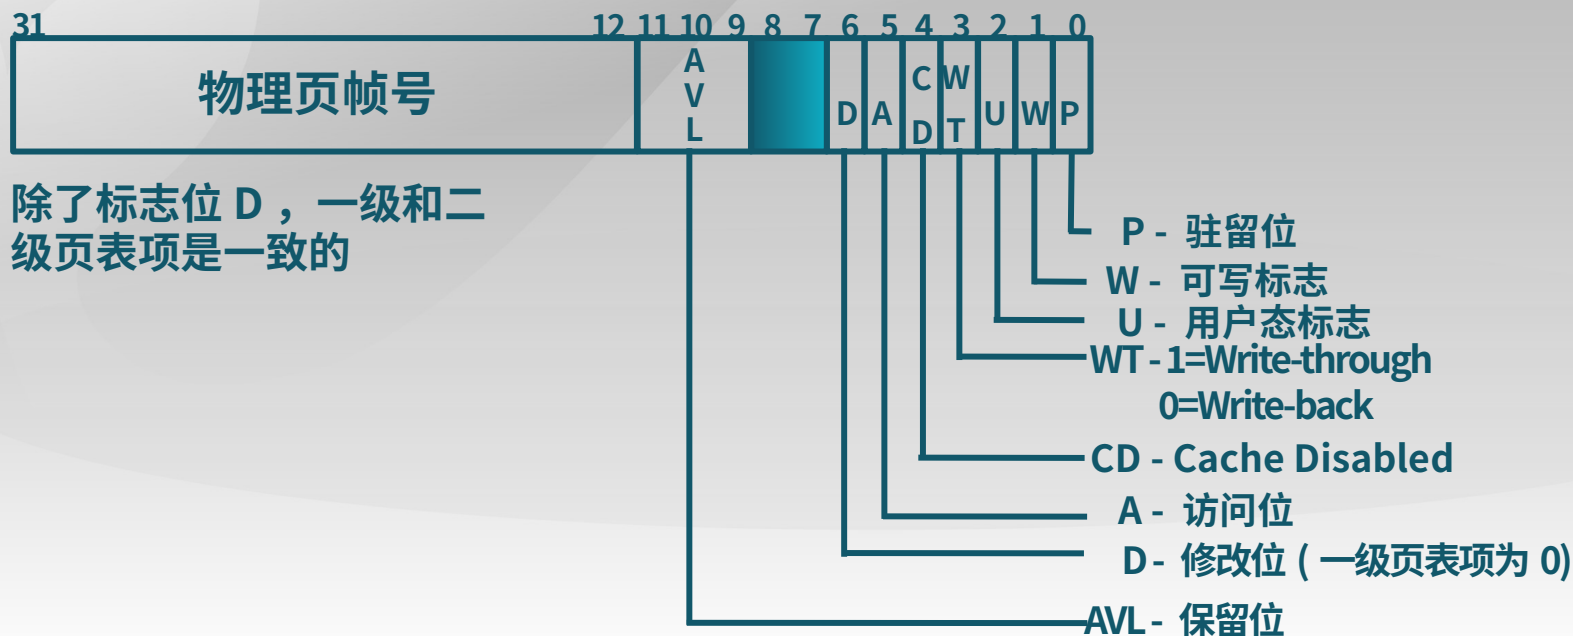 31 12 11 10 9 8 7 6 5 4 3 2 1 0
物理页帧号
A
V
L
D
A
C
D
W
T
U
W
P
除了标志位 D ，一级和二
级页表项是一致的
P - 驻留位
W - 可写标志
U - 用户态标志
WT - 1=Write-through
0=Write-back
CD - Cache Disabled
A - 访问位
D - 修改位 ( 一级页表项为 0)
AVL - 保留位